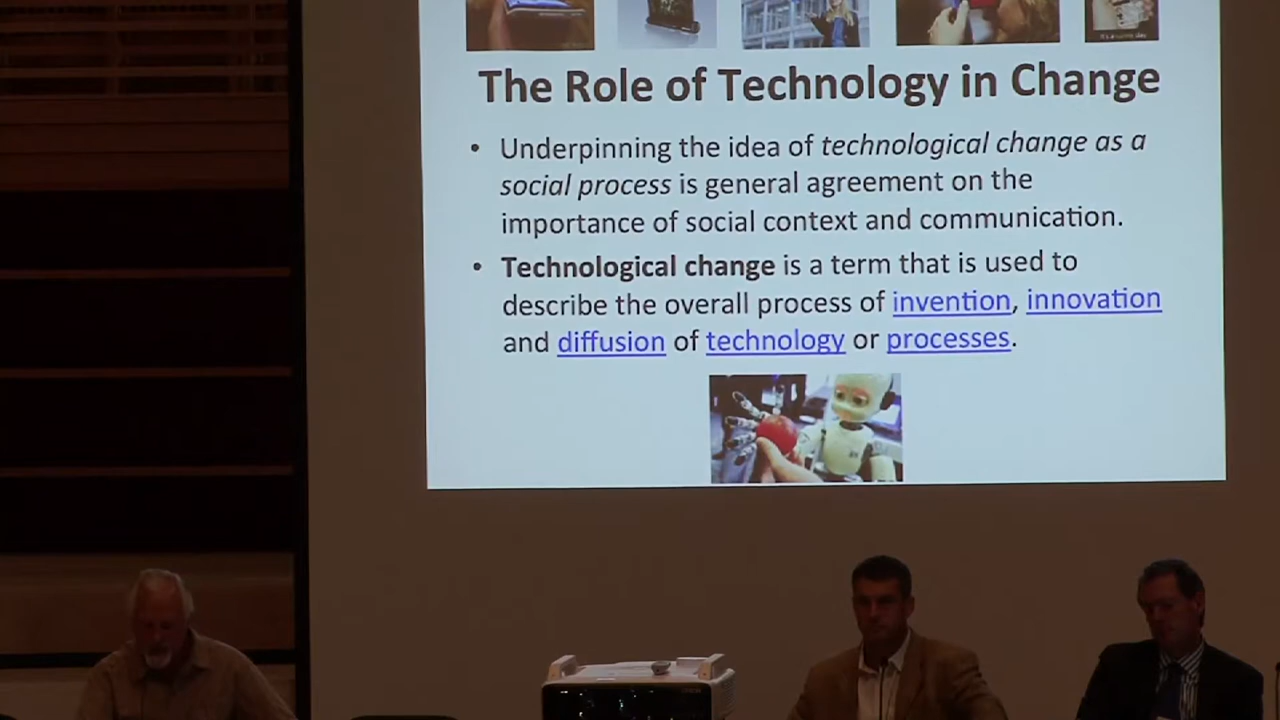 The Role of Technology in Change
• Underpinning the idea of technological change as a
social process is general agreement on the
importance of social context and communication.
• Technological change is a term that is used to
describe the overall process of invention, innovation
and diffusion of technology or processes.